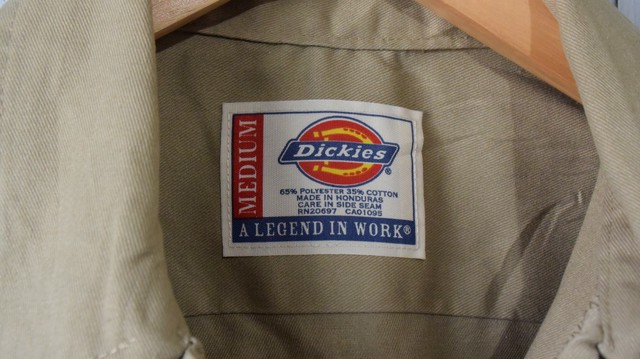 MEDIUM
Dickies®
65% POLYESTER 35% COTTON
MADE IN HONDURAS
CARE IN SIDE SEAM
RN20697 CA01095
A LEGEND IN WORK®